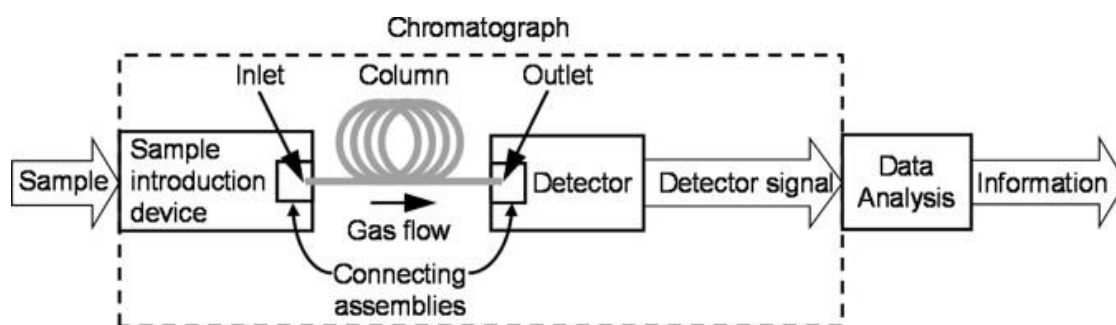 Chromatograph
Inlet
Column
Outlet
Sample
Sample
introduction
device
Detector
Detector signal
Data
Analysis
Information
Gas flow
Connecting
assemblies